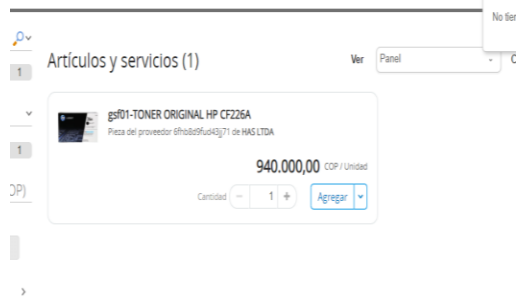 No tien
Artículos y servicios (1)
Ver
Panel
1
gsf01-TONER ORIGINAL HP CF226A
Pieza del proveedor 6fhb8d9fud43jj71 de HAS LTDA
1
940.000,00 COP / Unidad
OP)
Cantidad − 1 + Agregar